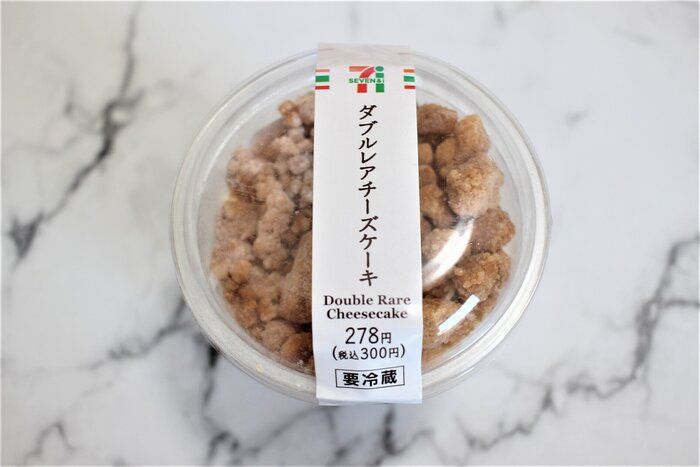 SEVEN&i
ダブルレアチーズケーキ
Double Rare
Cheesecake
278円
(税込300円)
要冷蔵